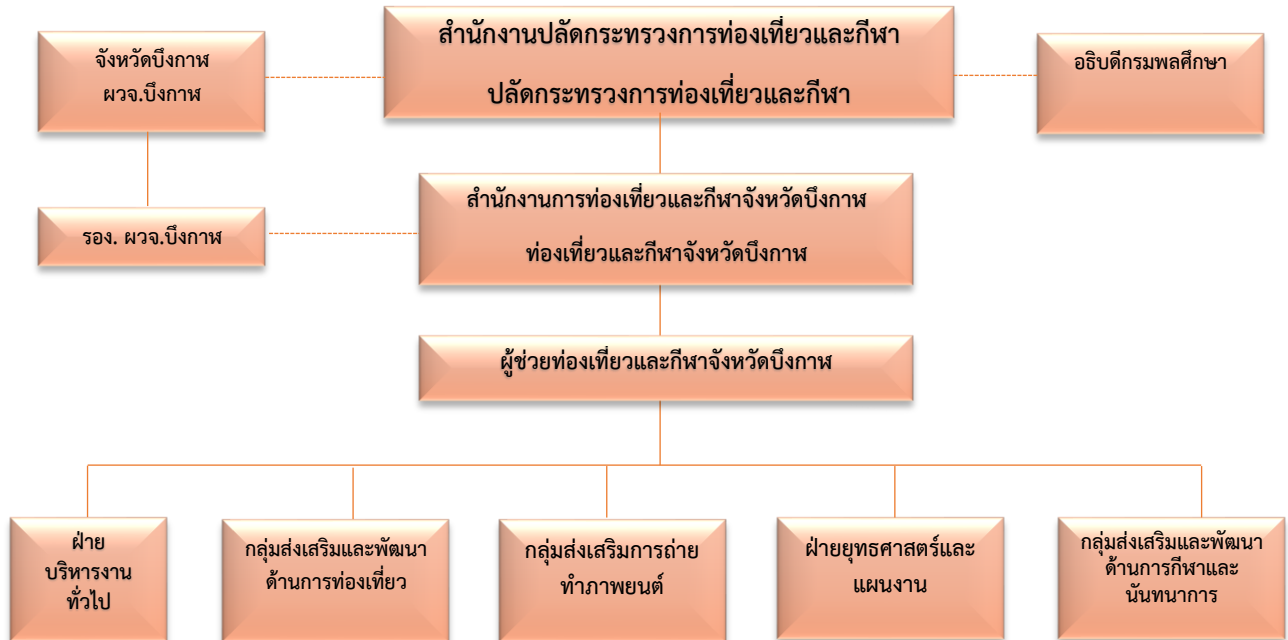 สำนักงานปลัดกระทรวงการท่องเที่ยวและกีฬา
ปลัดกระทรวงการท่องเที่ยวและกีฬา
จังหวัดบึงกาฬ
ผวจ.บึงกาฬ
อธิบดีกรมพลศึกษา
รอง. ผวจ.บึงกาฬ
สำนักงานการท่องเที่ยวและกีฬาจังหวัดบึงกาฬ
ท่องเที่ยวและกีฬาจังหวัดบึงกาฬ
ผู้ช่วยท่องเที่ยวและกีฬาจังหวัดบึงกาฬ
ฝ่าย
บริหารงาน
ทั่วไป
กลุ่มส่งเสริมและพัฒนา
ด้านการท่องเที่ยว
กลุ่มส่งเสริมการถ่าย
ทำภาพยนต์
ฝ่ายยุทธศาสตร์และ
แผนงาน
กลุ่มส่งเสริมและพัฒนา
ด้านการกีฬาและ
นันทนาการ